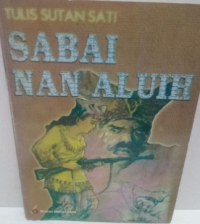 TULIS SUTAN SATI
SABAI
NAN ALUIH